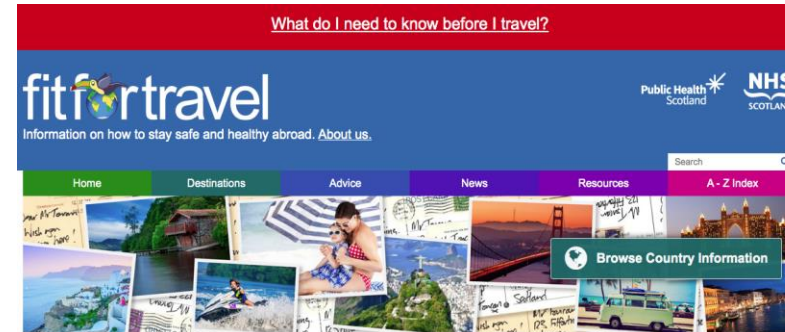 What do I need to know before I travel?
fitfortravel
Public Health Scotland
NHS
Information on how to stay safe and healthy abroad. About us.
Search
Home Destinations Advice News Resources A - Z Index
Browse Country Information